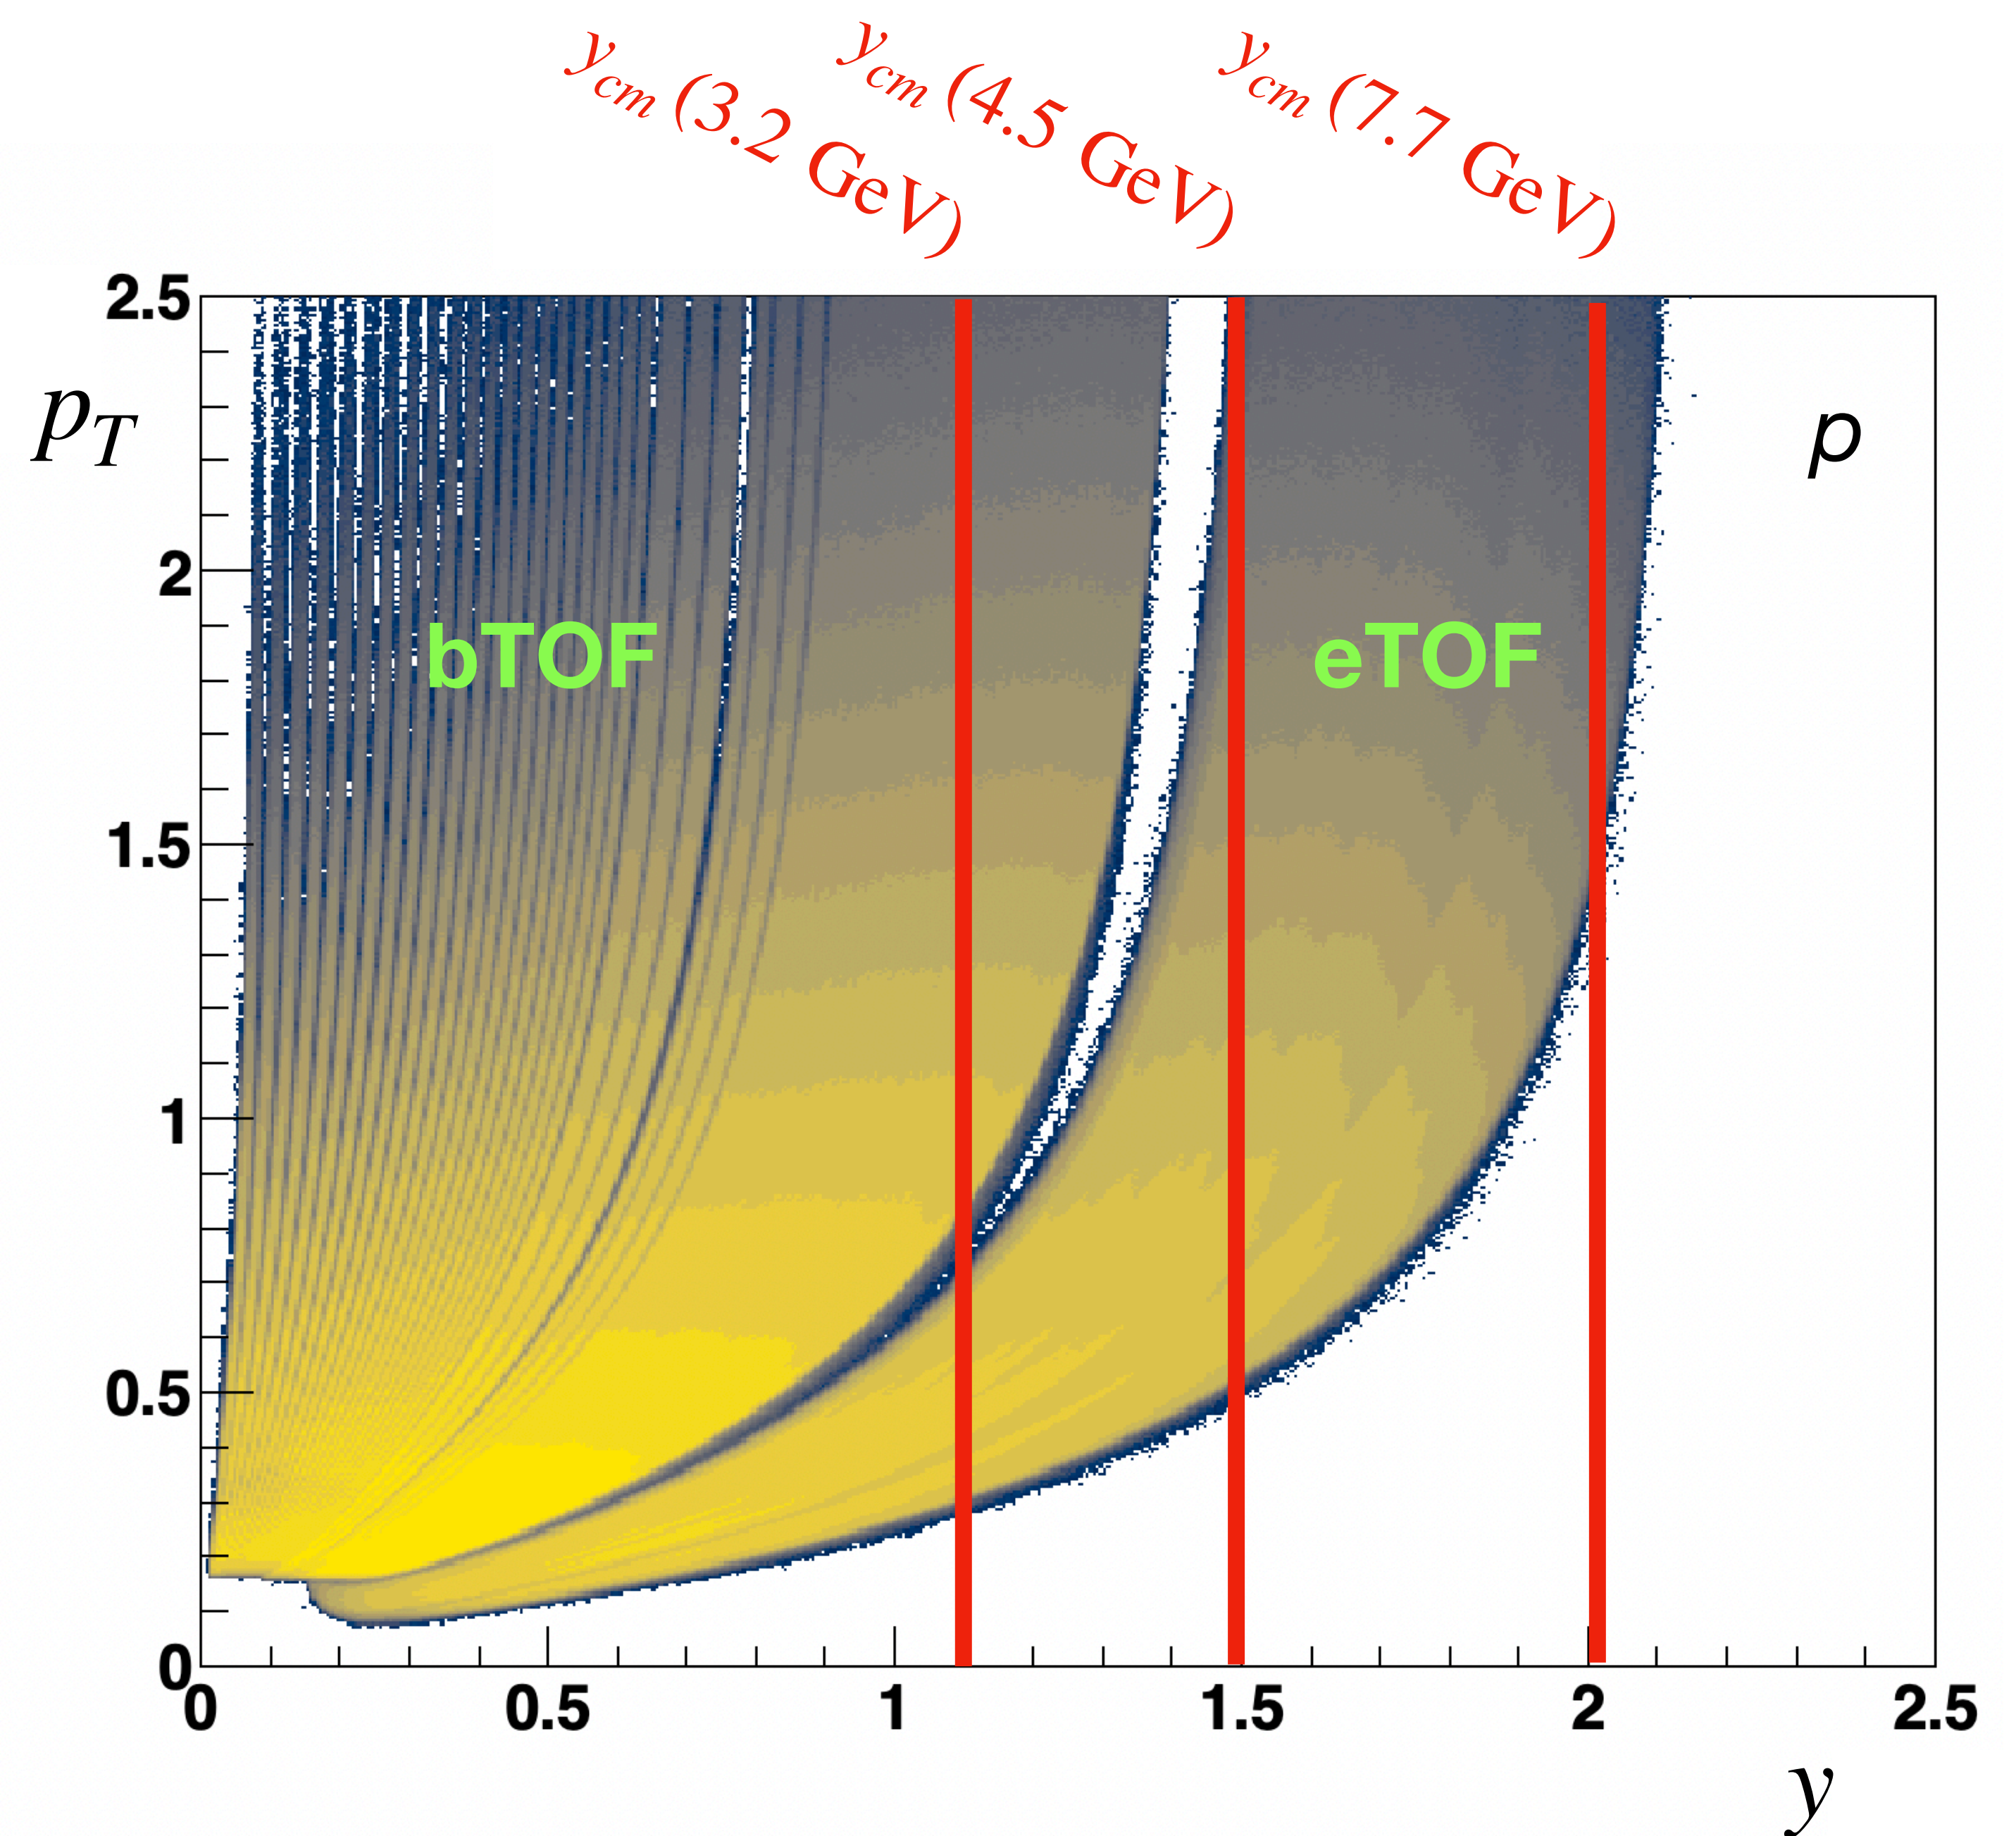 y_cm (3.2 GeV)
y_cm (4.5 GeV)
y_cm (7.7 GeV)
2.5
p_T
p
2
bTOF
eTOF
1.5
1
0.5
0
0 0.5 1 1.5 2 2.5
y